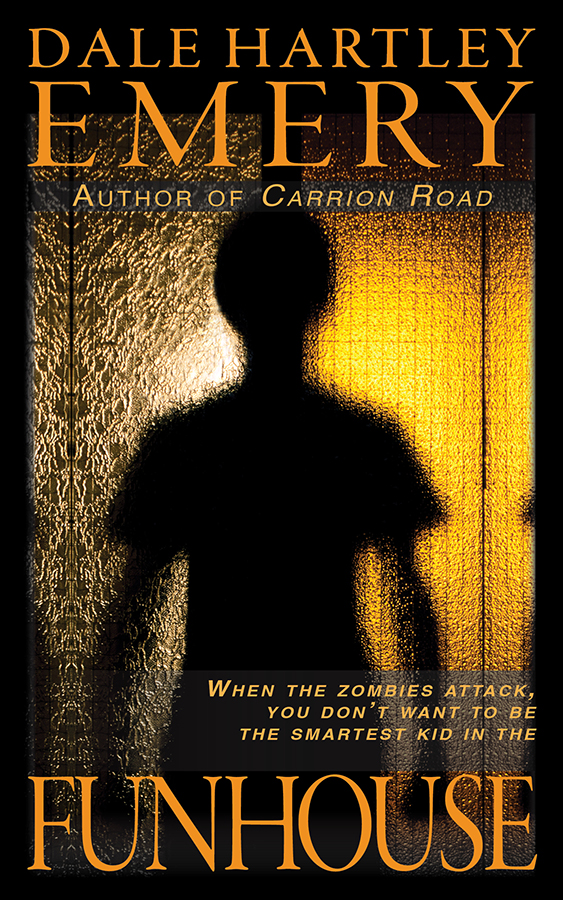 DALE HARTLEY
EMERY
AUTHOR OF CARRION ROAD
WHEN THE ZOMBIES ATTACK,
YOU DON'T WANT TO BE
THE SMARTEST KID IN THE
FUNHOUSE